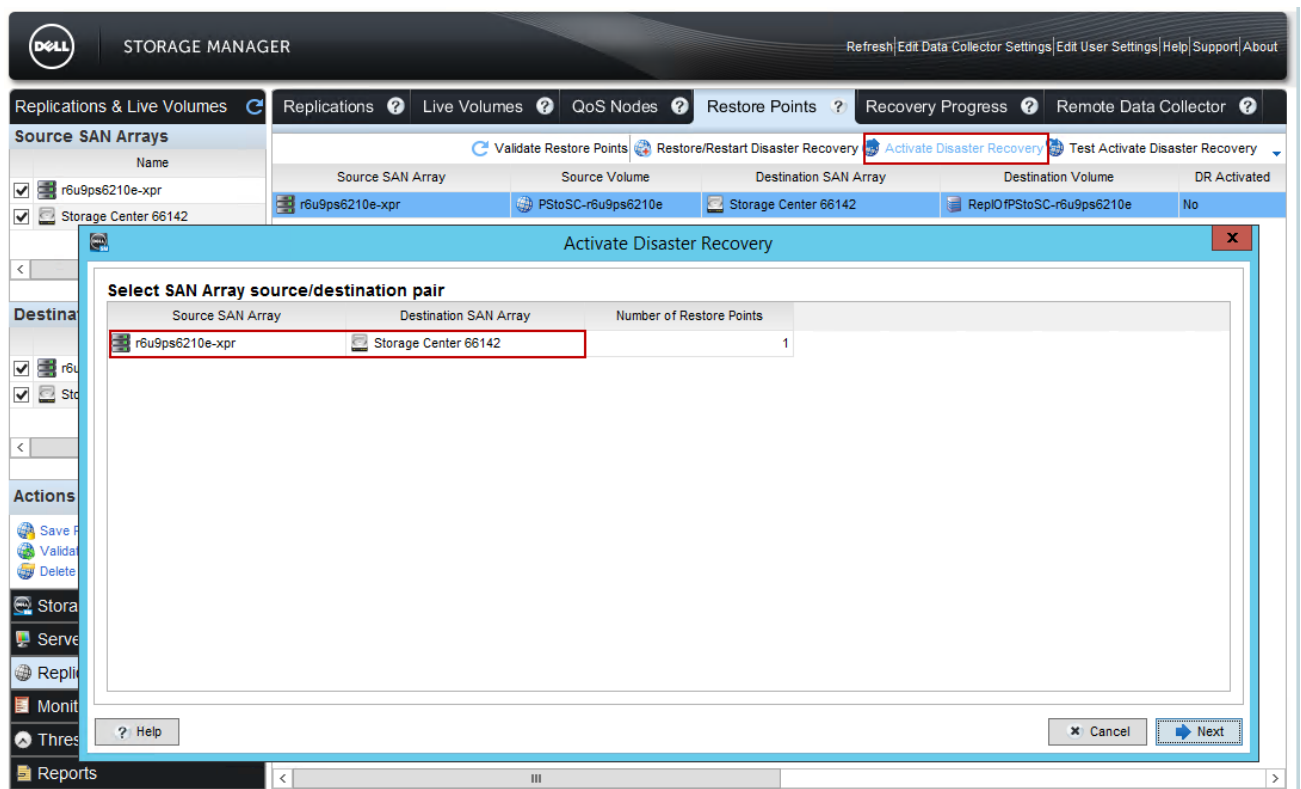 DELL STORAGE MANAGER
Refresh|Edit Data Collector Settings|Edit User Settings|Help|Support|About
Replications & Live Volumes
Replications ? Live Volumes ? QoS Nodes ? Restore Points ? Recovery Progress ? Remote Data Collector ?
Source SAN Arrays
Validate Restore Points Restore/Restart Disaster Recovery Activate Disaster Recovery Test Activate Disaster Recovery
Name
Source SAN Array Source Volume Destination SAN Array Destination Volume DR Activated
r6u9ps6210e-xpr
r6u9ps6210e-xpr PStoSC-r6u9ps6210e Storage Center 66142 ReplOfPStoSC-r6u9ps6210e No
Storage Center 66142
Activate Disaster Recovery
x
Select SAN Array source/destination pair
Source SAN Array Destination SAN Array Number of Restore Points
r6u9ps6210e-xpr Storage Center 66142 1
Destina
r6u
Sto
Actions
Save
Valida
Delete
Stora
Serve
Repli
Monit
Thres
Reports
? Help
Cancel
Next